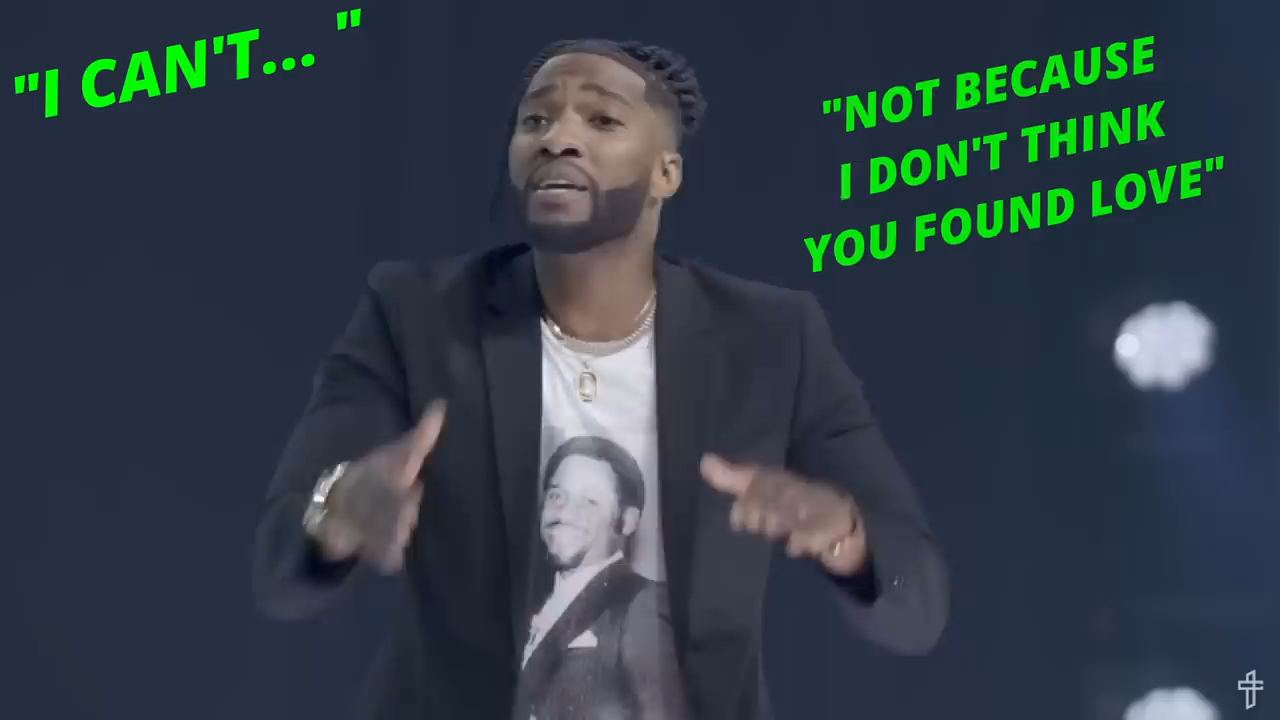 "I CAN'T... "
"NOT BECAUSE
I DON'T THINK
YOU FOUND LOVE"